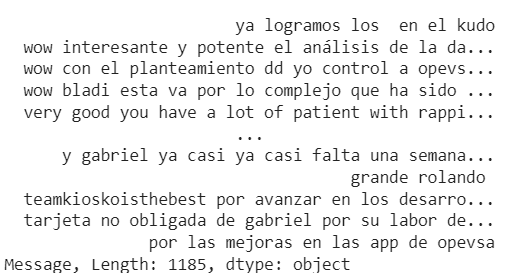 ya logramos los  en el kudo
wow interesante y potente el análisis de la da...
wow con el planteamiento dd yo control a opevs...
wow bladi esta va por lo complejo que ha sido ...
very good you have a lot of patient with rappi...
...
y gabriel ya casi ya casi falta una semana...
grande rolando
teamkioskoisthebest por avanzar en los desarro...
tarjeta no obligada de gabriel por su labor de...
por las mejoras en las app de opevsa
Message, Length: 1185, dtype: object